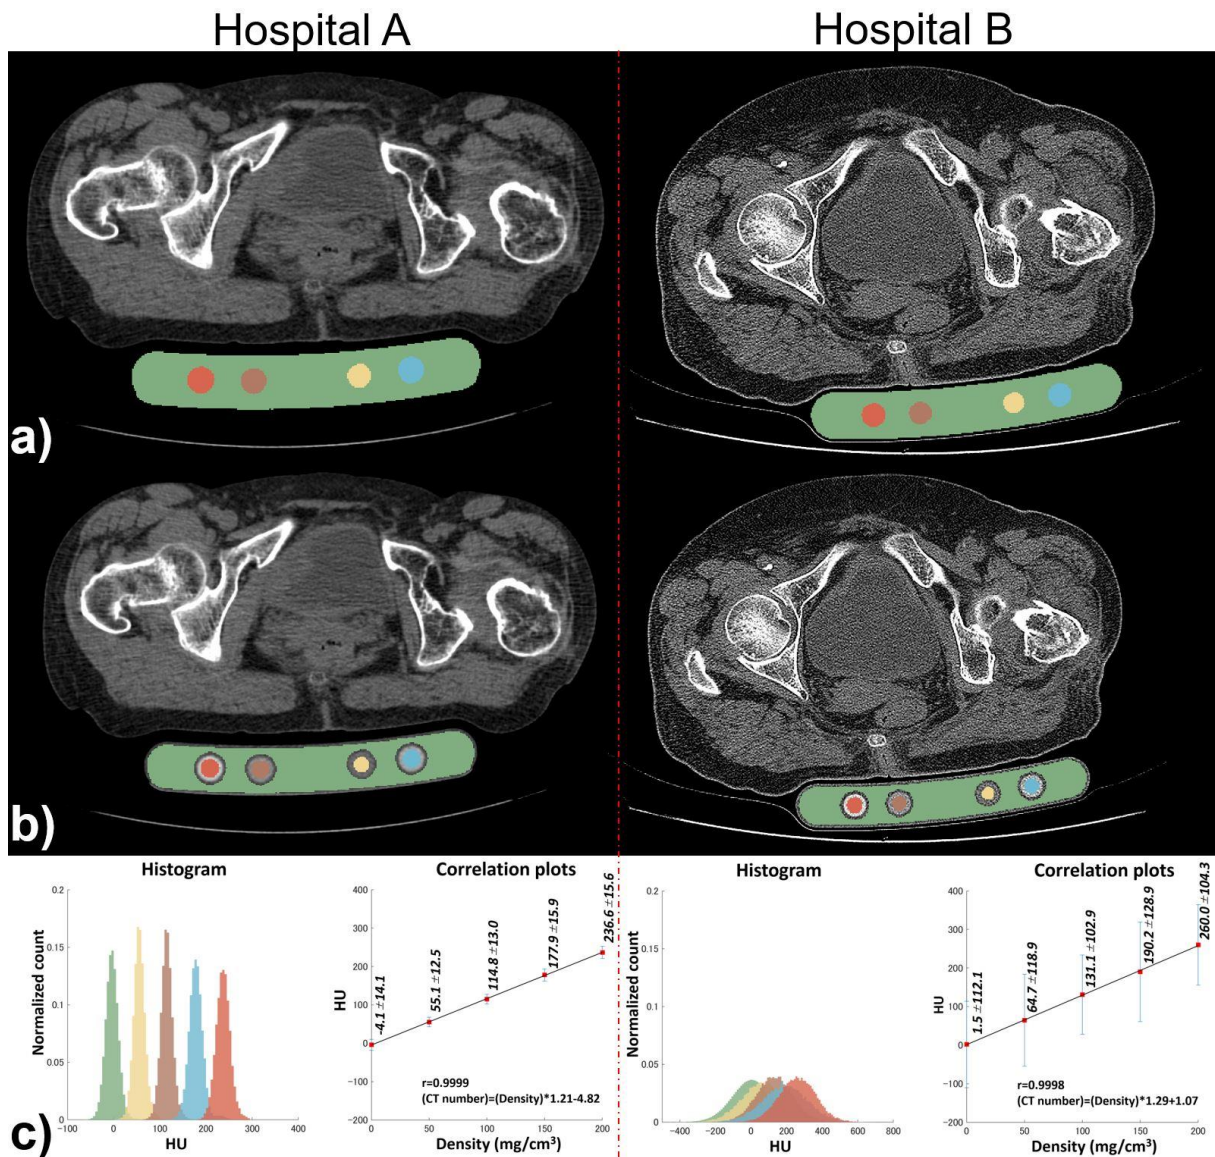 Hospital A
Hospital B
a)
b)
c)
Histogram
Normalized count
0.2
0.15
0.1
0.05
0
-100
0
100
200
300
400
HU
Correlation plots
HU
400
300
200
100
0
-100
-200
-4.1 ±14.1
55.1 ±12.5
114.8 ±13.0
177.9 ±15.9
236.6 ±15.6
r=0.9999
(CT number)=(Density)*1.21-4.82
0
50
100
150
200
Density (mg/cm³)
Histogram
Normalized count
0.2
0.15
0.1
0.05
0
-400
-200
0
200
400
600
800
HU
Correlation plots
HU
400
300
200
100
0
-100
-200
1.5 ±112.1
64.7 ±118.9
131.1 ±102.9
190.2 ±128.9
260.0 ±104.3
r=0.9998
(CT number)=(Density)*1.29+1.07
0
50
100
150
200
Density (mg/cm³)